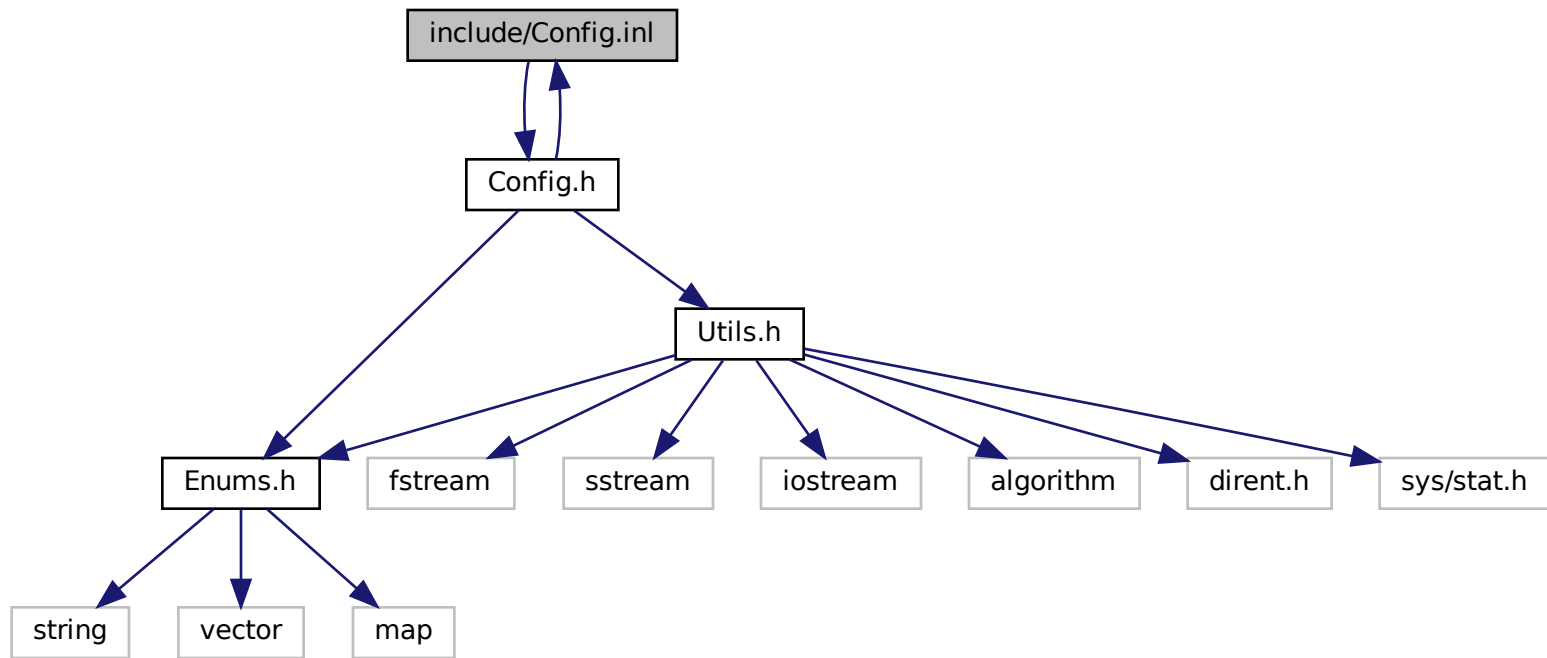 include/Config.inl
Config.h
Utils.h
Enums.h
fstream
sstream
iostream
algorithm
dirent.h
sys/stat.h
string
vector
map